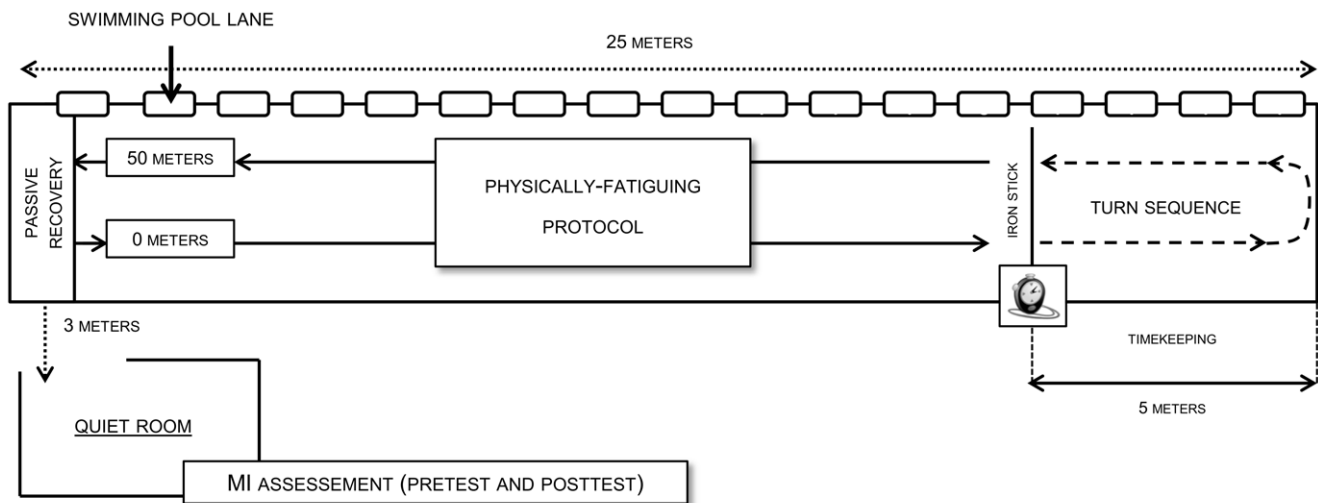 SWIMMING POOL LANE
25 METERS
PASSIVE
RECOVERY
50 METERS
0 METERS
PHYSICALLY-FATIGUING
PROTOCOL
IRON STICK
TURN SEQUENCE
3 METERS
TIMEKEEPING
5 METERS
QUIET ROOM
MI ASSESSEMENT (PRETEST AND POSTTEST)